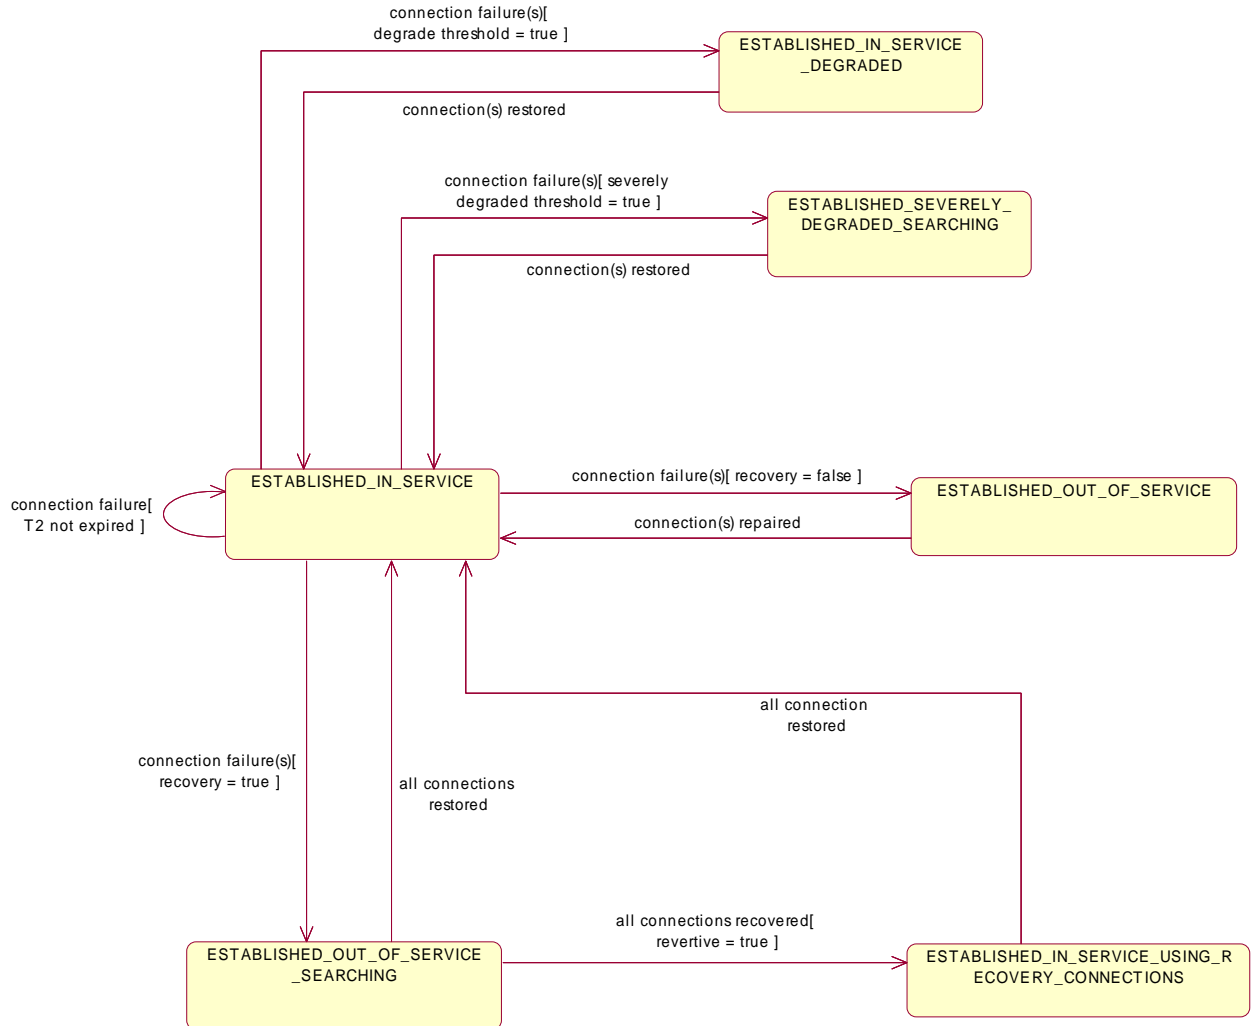 connection failure(s)[
degrade threshold = true ]
ESTABLISHED_IN_SERVICE
_DEGRADED
connection(s) restored
connection failure(s)[ severely
degraded threshold = true ]
ESTABLISHED_SEVERELY_
DEGRADED_SEARCHING
connection(s) restored
ESTABLISHED_IN_SERVICE
connection failure(s)[ recovery = false ]
ESTABLISHED_OUT_OF_SERVICE
connection failure[
T2 not expired ]
connection(s) repaired
all connection
restored
connection failure(s)[
recovery = true ]
all connections
restored
all connections recovered[
revertive = true ]
ESTABLISHED_OUT_OF_SERVICE
_SEARCHING
ESTABLISHED_IN_SERVICE_USING_R
ECOVERY_CONNECTIONS